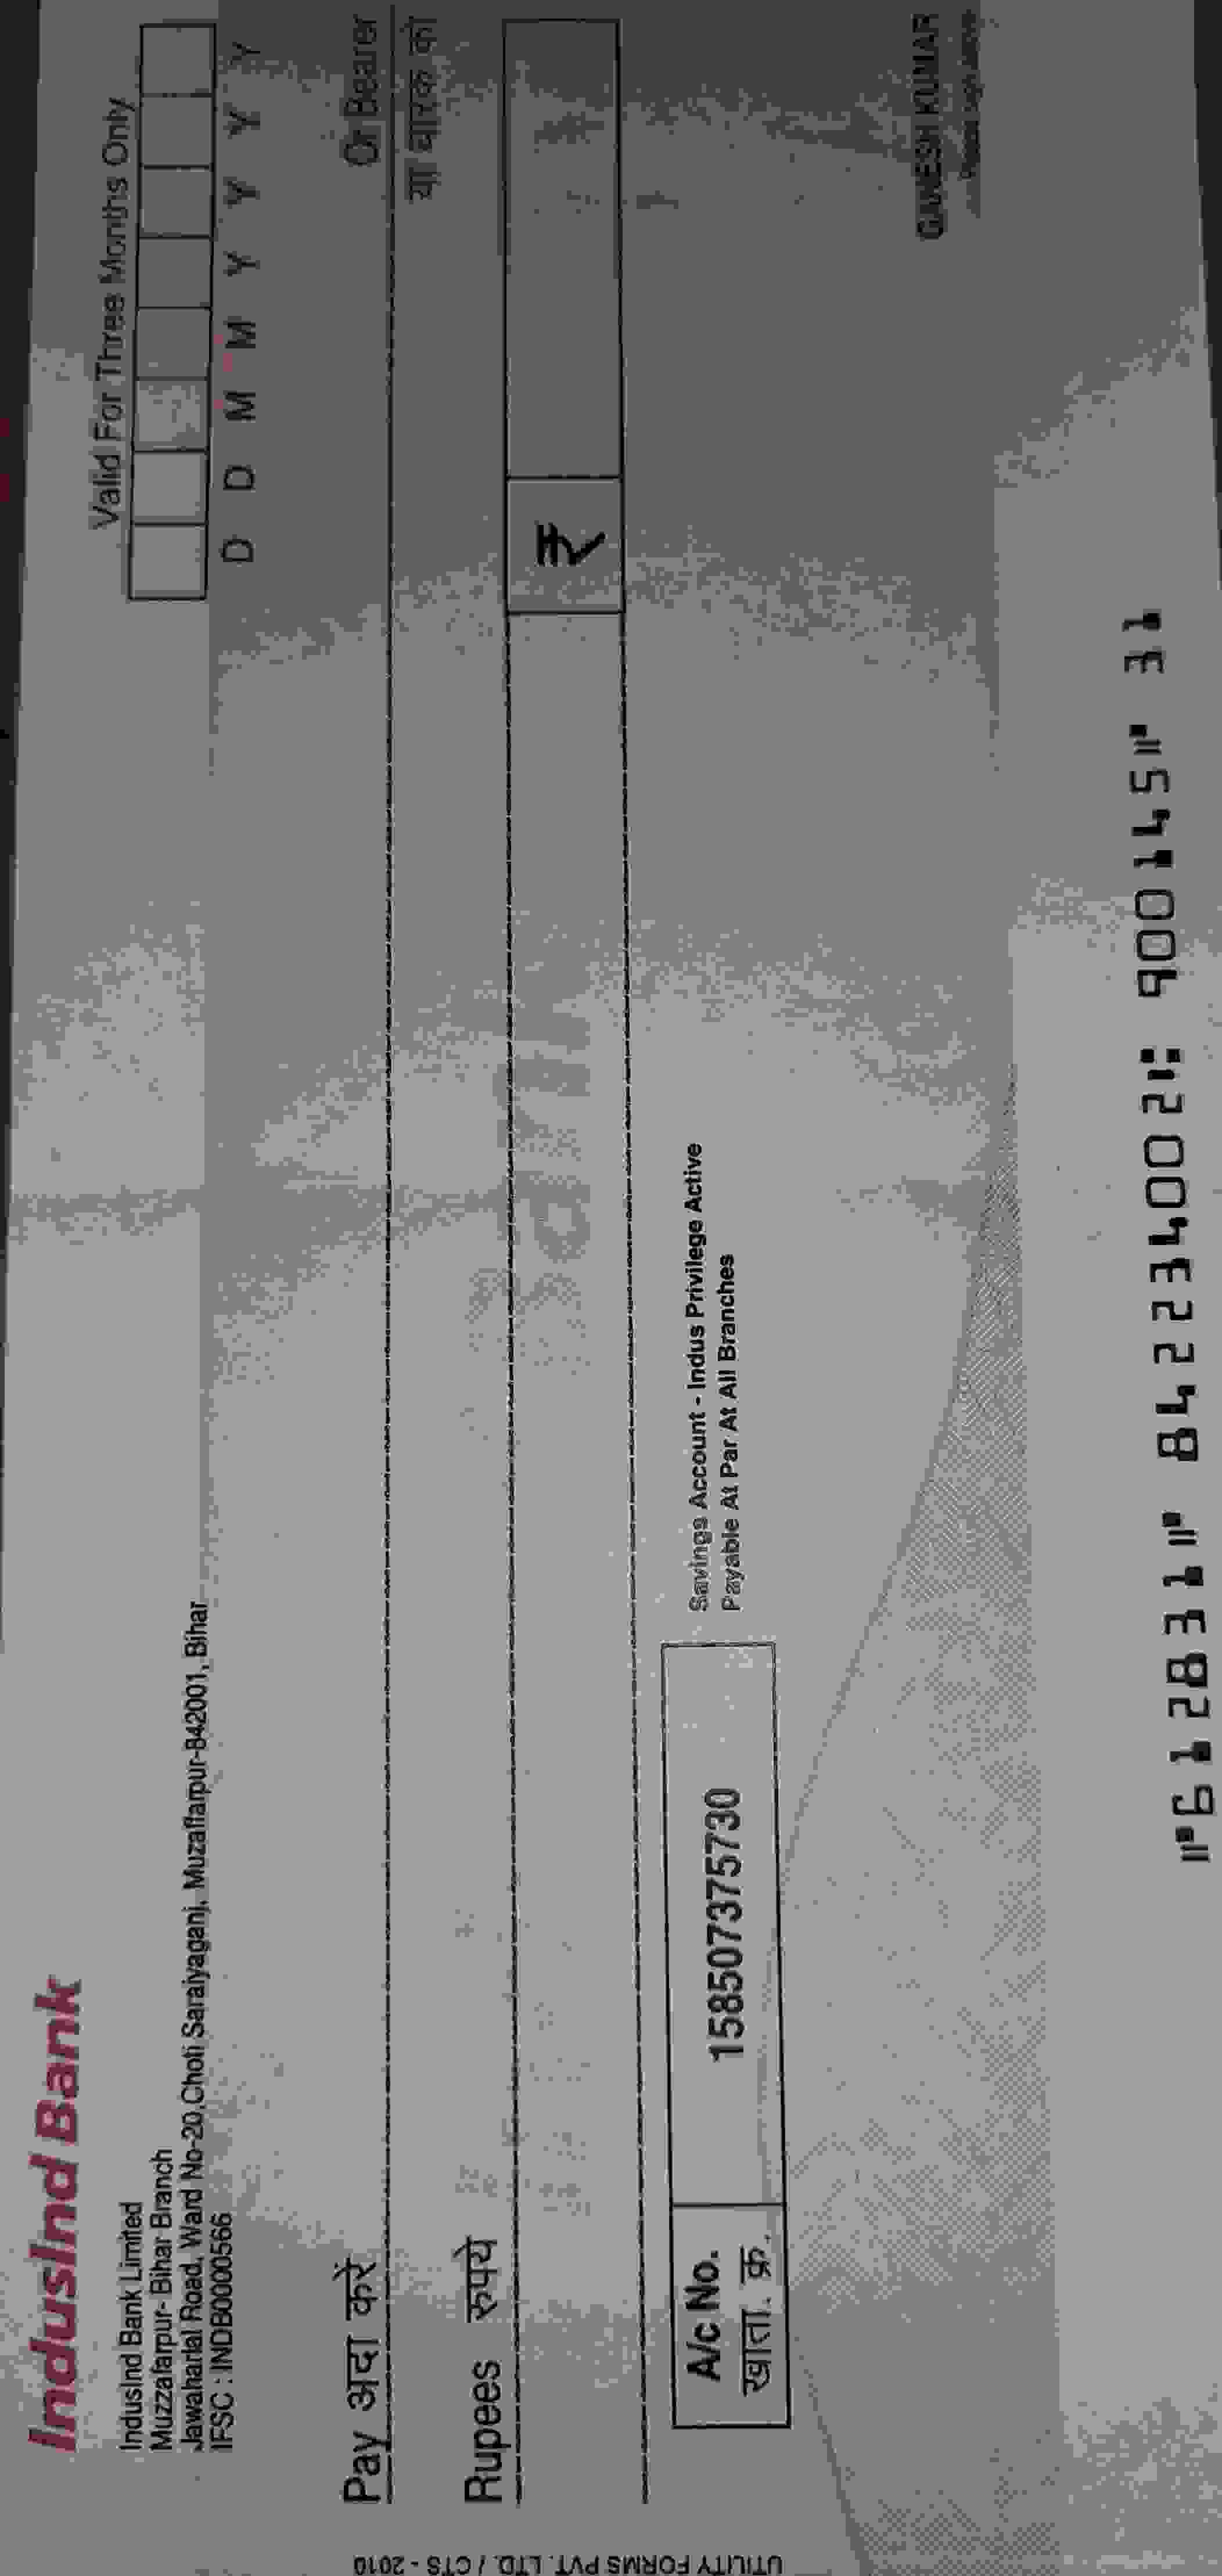 IndusInd Bank
Valid For Three Months Only
IndusInd Bank Limited
Muzzafarpur- Bihar Branch
Jawaharlal Road, Ward No-20,Choti Saraiyaganj, Muzaffarpur-842001, Bihar
IFSC : INDB0000566
D D M M Y Y Y Y
Pay अदा करें
Or Bearer
या धारक को
Rupees रुपये
₹
A/c No.
खाता. क्र.
158507375730
Savings Account - Indus Privilege Active
Payable At Par At All Branches
GANESH KUMAR
UTILITY FORMS PVT. LTD. / CTS - 2010
⑈612831⑈ 842234002⑆ 900145⑈ 31